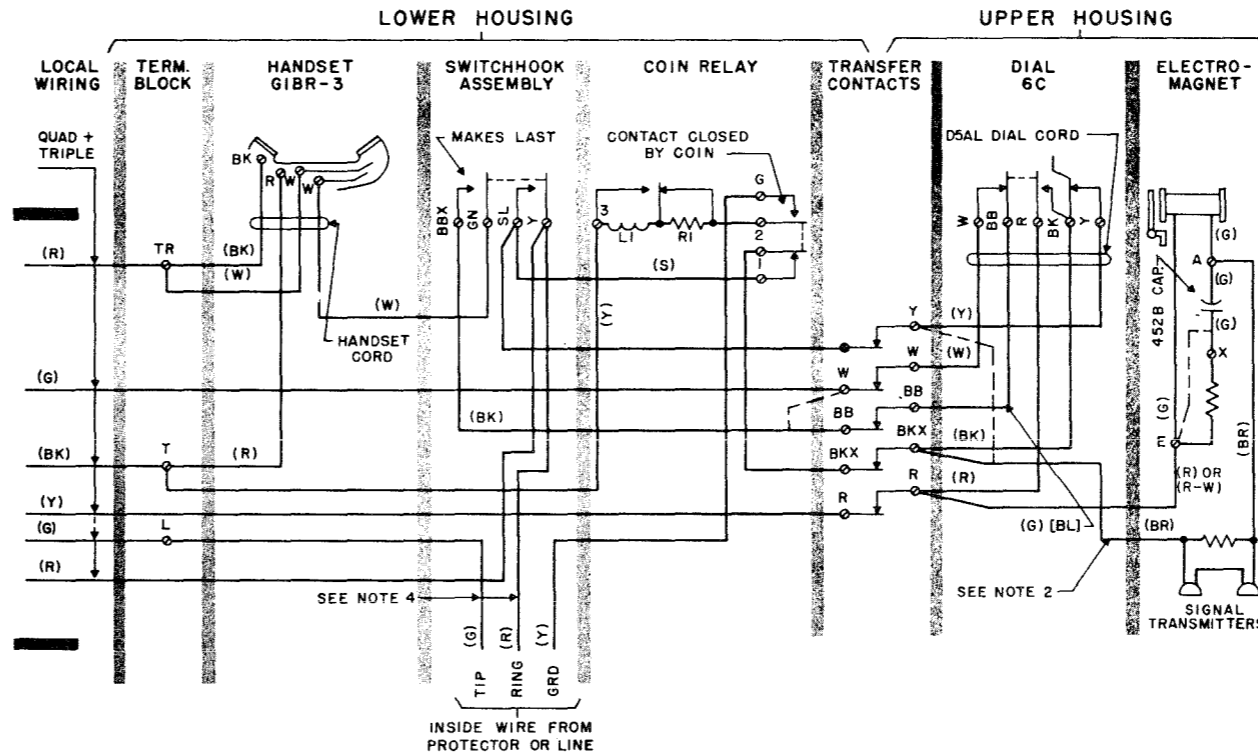 LOWER HOUSING
UPPER HOUSING
LOCAL WIRING
TERM. BLOCK
HANDSET GIBR-3
SWITCHHOOK ASSEMBLY
COIN RELAY
TRANSFER CONTACTS
DIAL 6C
ELECTRO-MAGNET
QUAD + TRIPLE
BK
R
W
W
MAKES LAST
CONTACT CLOSED BY COIN
D5AL DIAL CORD
BBX
GN
SL
Y
3
L1
R1
G
2
1
W
BB
R
BK
Y
(G)
A
(G)
452B CAP.
(G)
X
(R)
TR
(BK)
(W)
(S)
(W)
HANDSET CORD
(Y)
Y
(Y)
W
(W)
(G)
W
BB
(BK)
BB
BKX
(BK)
(G)
E
(BR)
(BK)
T
(R)
BKX
R
(R)
(R) OR (R-W)
(Y)
R
(G) [BL]
(BR)
(G)
L
(R)
SEE NOTE 4
SEE NOTE 2
SIGNAL TRANSMITTERS
(G)
(R)
(Y)
TIP
RING
GRD
INSIDE WIRE FROM PROTECTOR OR LINE